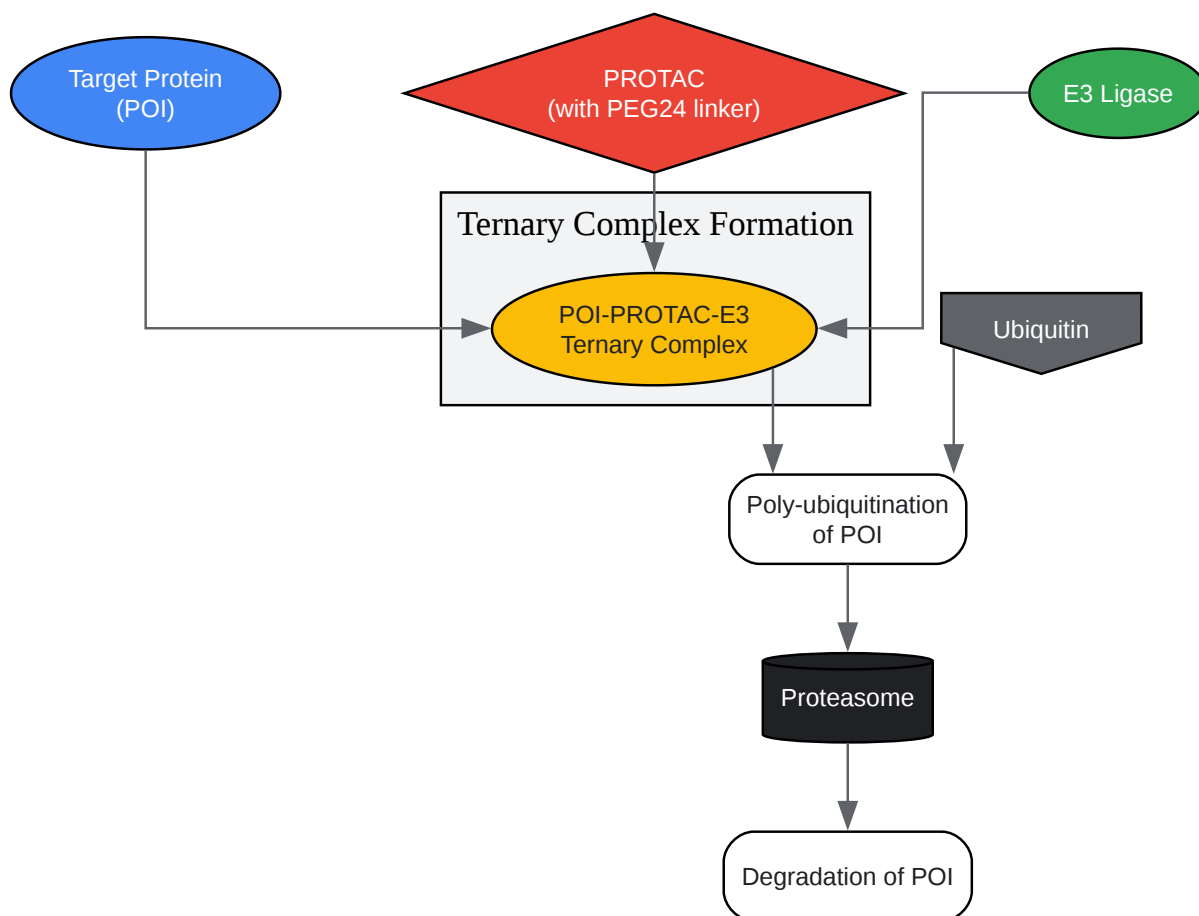 Target Protein
(POI)
PROTAC
(with PEG24 linker)
E3 Ligase
Ternary Complex Formation
POI-PROTAC-E3
Ternary Complex
Ubiquitin
Poly-ubiquitination
of POI
Proteasome
Degradation of POI